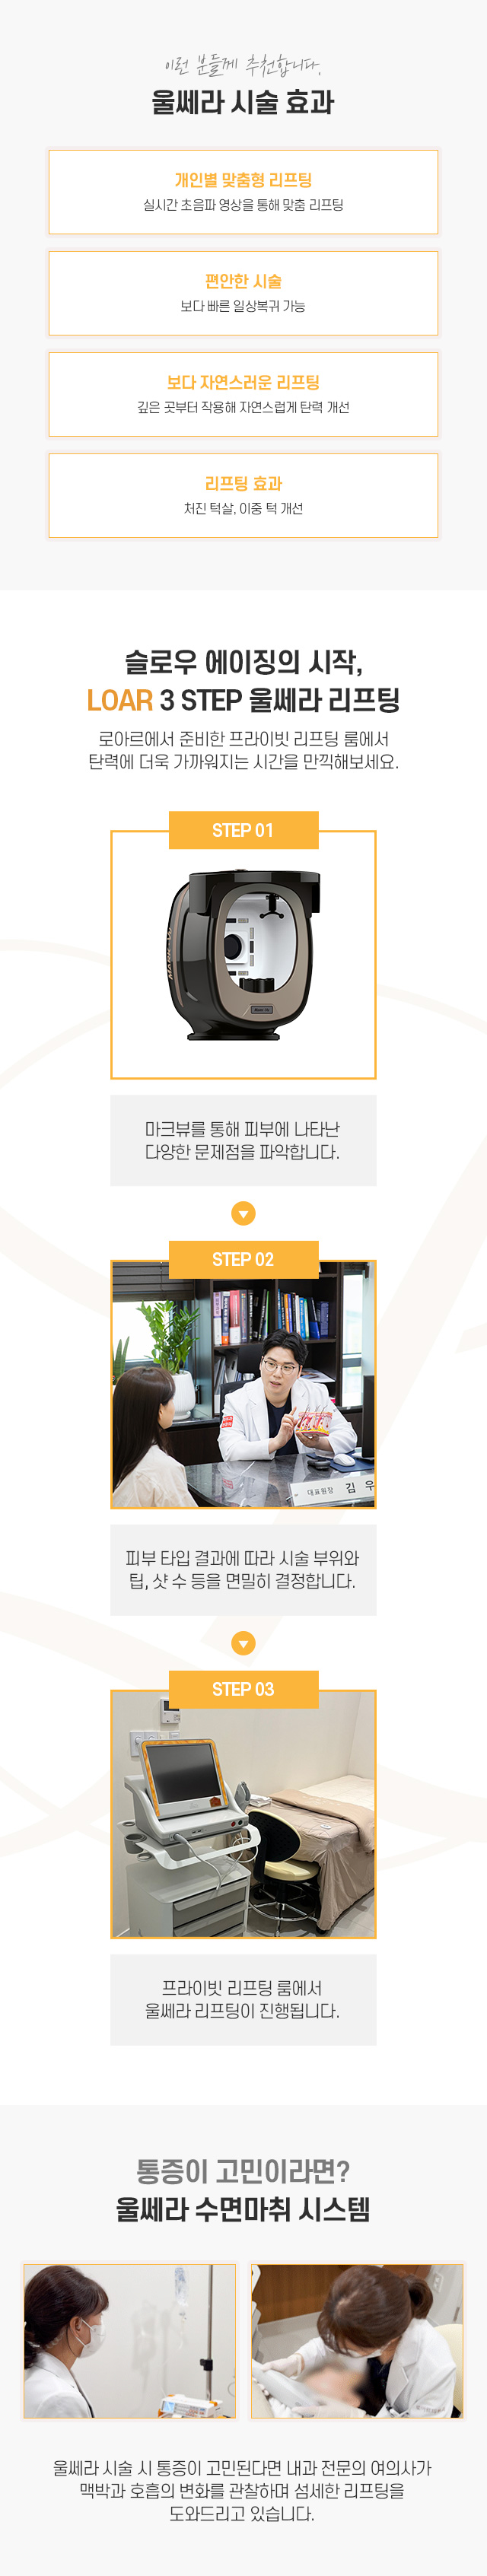 이런 분들께 추천합니다.
울쎄라 시술 효과
개인별 맞춤형 리프팅
실시간 초음파 영상을 통해 맞춤 리프팅
편안한 시술
보다 빠른 일상복귀 가능
보다 자연스러운 리프팅
깊은 곳부터 작용해 자연스럽게 탄력 개선
리프팅 효과
처진 턱살, 이중 턱 개선
슬로우 에이징의 시작,
LOAR 3 STEP 울쎄라 리프팅
로아르에서 준비한 프라이빗 리프팅 룸에서
탄력에 더욱 가까워지는 시간을 만끽해보세요.
STEP 01
마크뷰를 통해 피부에 나타난
다양한 문제점을 파악합니다.
STEP 02
대표원장 김 우
피부 타입 결과에 따라 시술 부위와
팁, 샷 수 등을 면밀히 결정합니다.
STEP 03
프라이빗 리프팅 룸에서
울쎄라 리프팅이 진행됩니다.
통증이 고민이라면?
울쎄라 수면마취 시스템
울쎄라 시술 시 통증이 고민된다면 내과 전문의 여의사가
맥박과 호흡의 변화를 관찰하며 섬세한 리프팅을
도와드리고 있습니다.